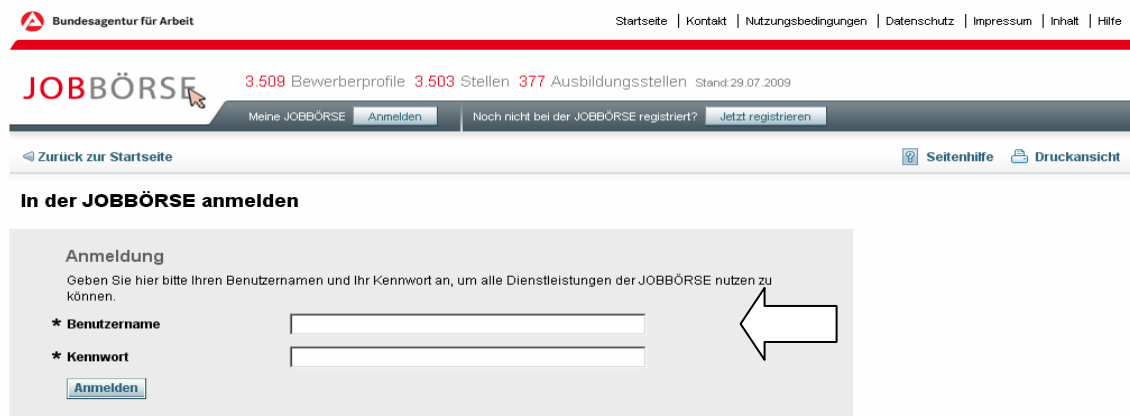 Bundesagentur für Arbeit
Startseite | Kontakt | Nutzungsbedingungen | Datenschutz | Impressum | Inhalt | Hilfe
JOBBÖRSE
3.509 Bewerberprofile 3.503 Stellen 377 Ausbildungsstellen Stand:29.07.2009
Meine JOBBÖRSE Anmelden Noch nicht bei der JOBBÖRSE registriert? Jetzt registrieren
Zurück zur Startseite
Seitenhilfe Druckansicht
In der JOBBÖRSE anmelden
Anmeldung
Geben Sie hier bitte Ihren Benutzernamen und Ihr Kennwort an, um alle Dienstleistungen der JOBBÖRSE nutzen zu
können.
* Benutzername
* Kennwort
Anmelden